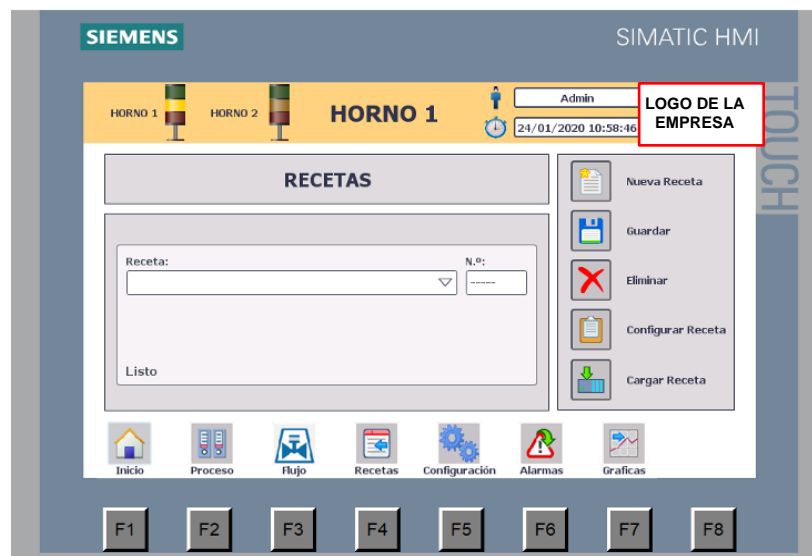 SIEMENS
SIMATIC HMI
TOUCH
HORNO 1
HORNO 2
HORNO 1
Admin
24/01/2020 10:58:46
LOGO DE LA
EMPRESA
RECETAS
Receta:
N.º:
-----
Listo
Nueva Receta
Guardar
Eliminar
Configurar Receta
Cargar Receta
Inicio
Proceso
Flujo
Recetas
Configuración
Alarmas
Graficas
F1
F2
F3
F4
F5
F6
F7
F8